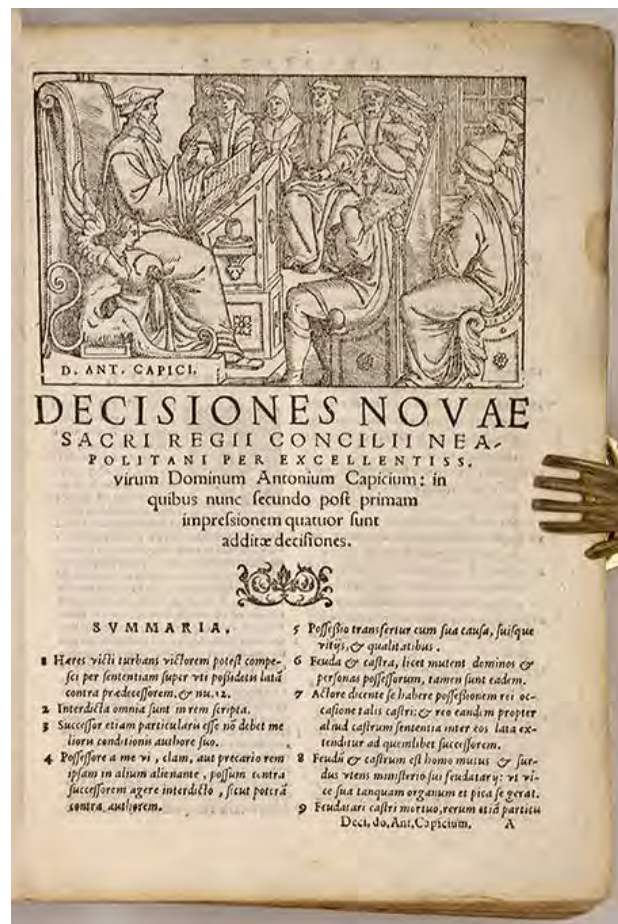 D. ANT. CAPICI.
DECISIONES NOVAE
SACRI REGII CONCILII NEA-
POLITANI PER EXCELLENTISS.
virum Dominum Antonium Capicium: in
quibus nunc ſecundo poſt primam
impreſsionem quatuor ſunt
additæ deciſiones.
SVMMARIA.
1 Hæres victi turbans victorem poteſt compe-
ſci per ſententiam ſuper vti poſsidetis latã
contra prædeceſſorem, & nu.12.
2 Interdicta omnia ſunt in rem ſcripta.
3 Succeſſor etiam particularis eſſe nõ debet me
lioris conditionis authore ſuo.
4 Poſſeſſore a me vi, clam, aut precario rem
ipſam in alium alienante, poſſum contra
ſucceſſorem agere interdicto, ſicut poterã
contra authorem.
5 Poſſeſsio transfertur cum ſua cauſa, ſuiſque
vitijs, & qualitatibus.
6 Feuda & caſtra, licet mutent dominos &
perſonas poſſeſſorum, tamen ſunt eadem.
7 Actore dicente ſe habere poſſeſsionem rei oc-
caſione talis caſtri: & reo eandem propter
aliud caſtrum ſententia inter eos lata ex-
tenditur ad quemlibet ſucceſſorem.
8 Feudũ & caſtrum eſt homo mutus & ſur-
dus vtens miniſterio ſui feudatarij: vt vi-
ce ſua tanquam organum et pica ſe gerat.
9 Feudatari caſtri mortuo, rerum etiã particu
Deci. do. Ant. Capicium. A